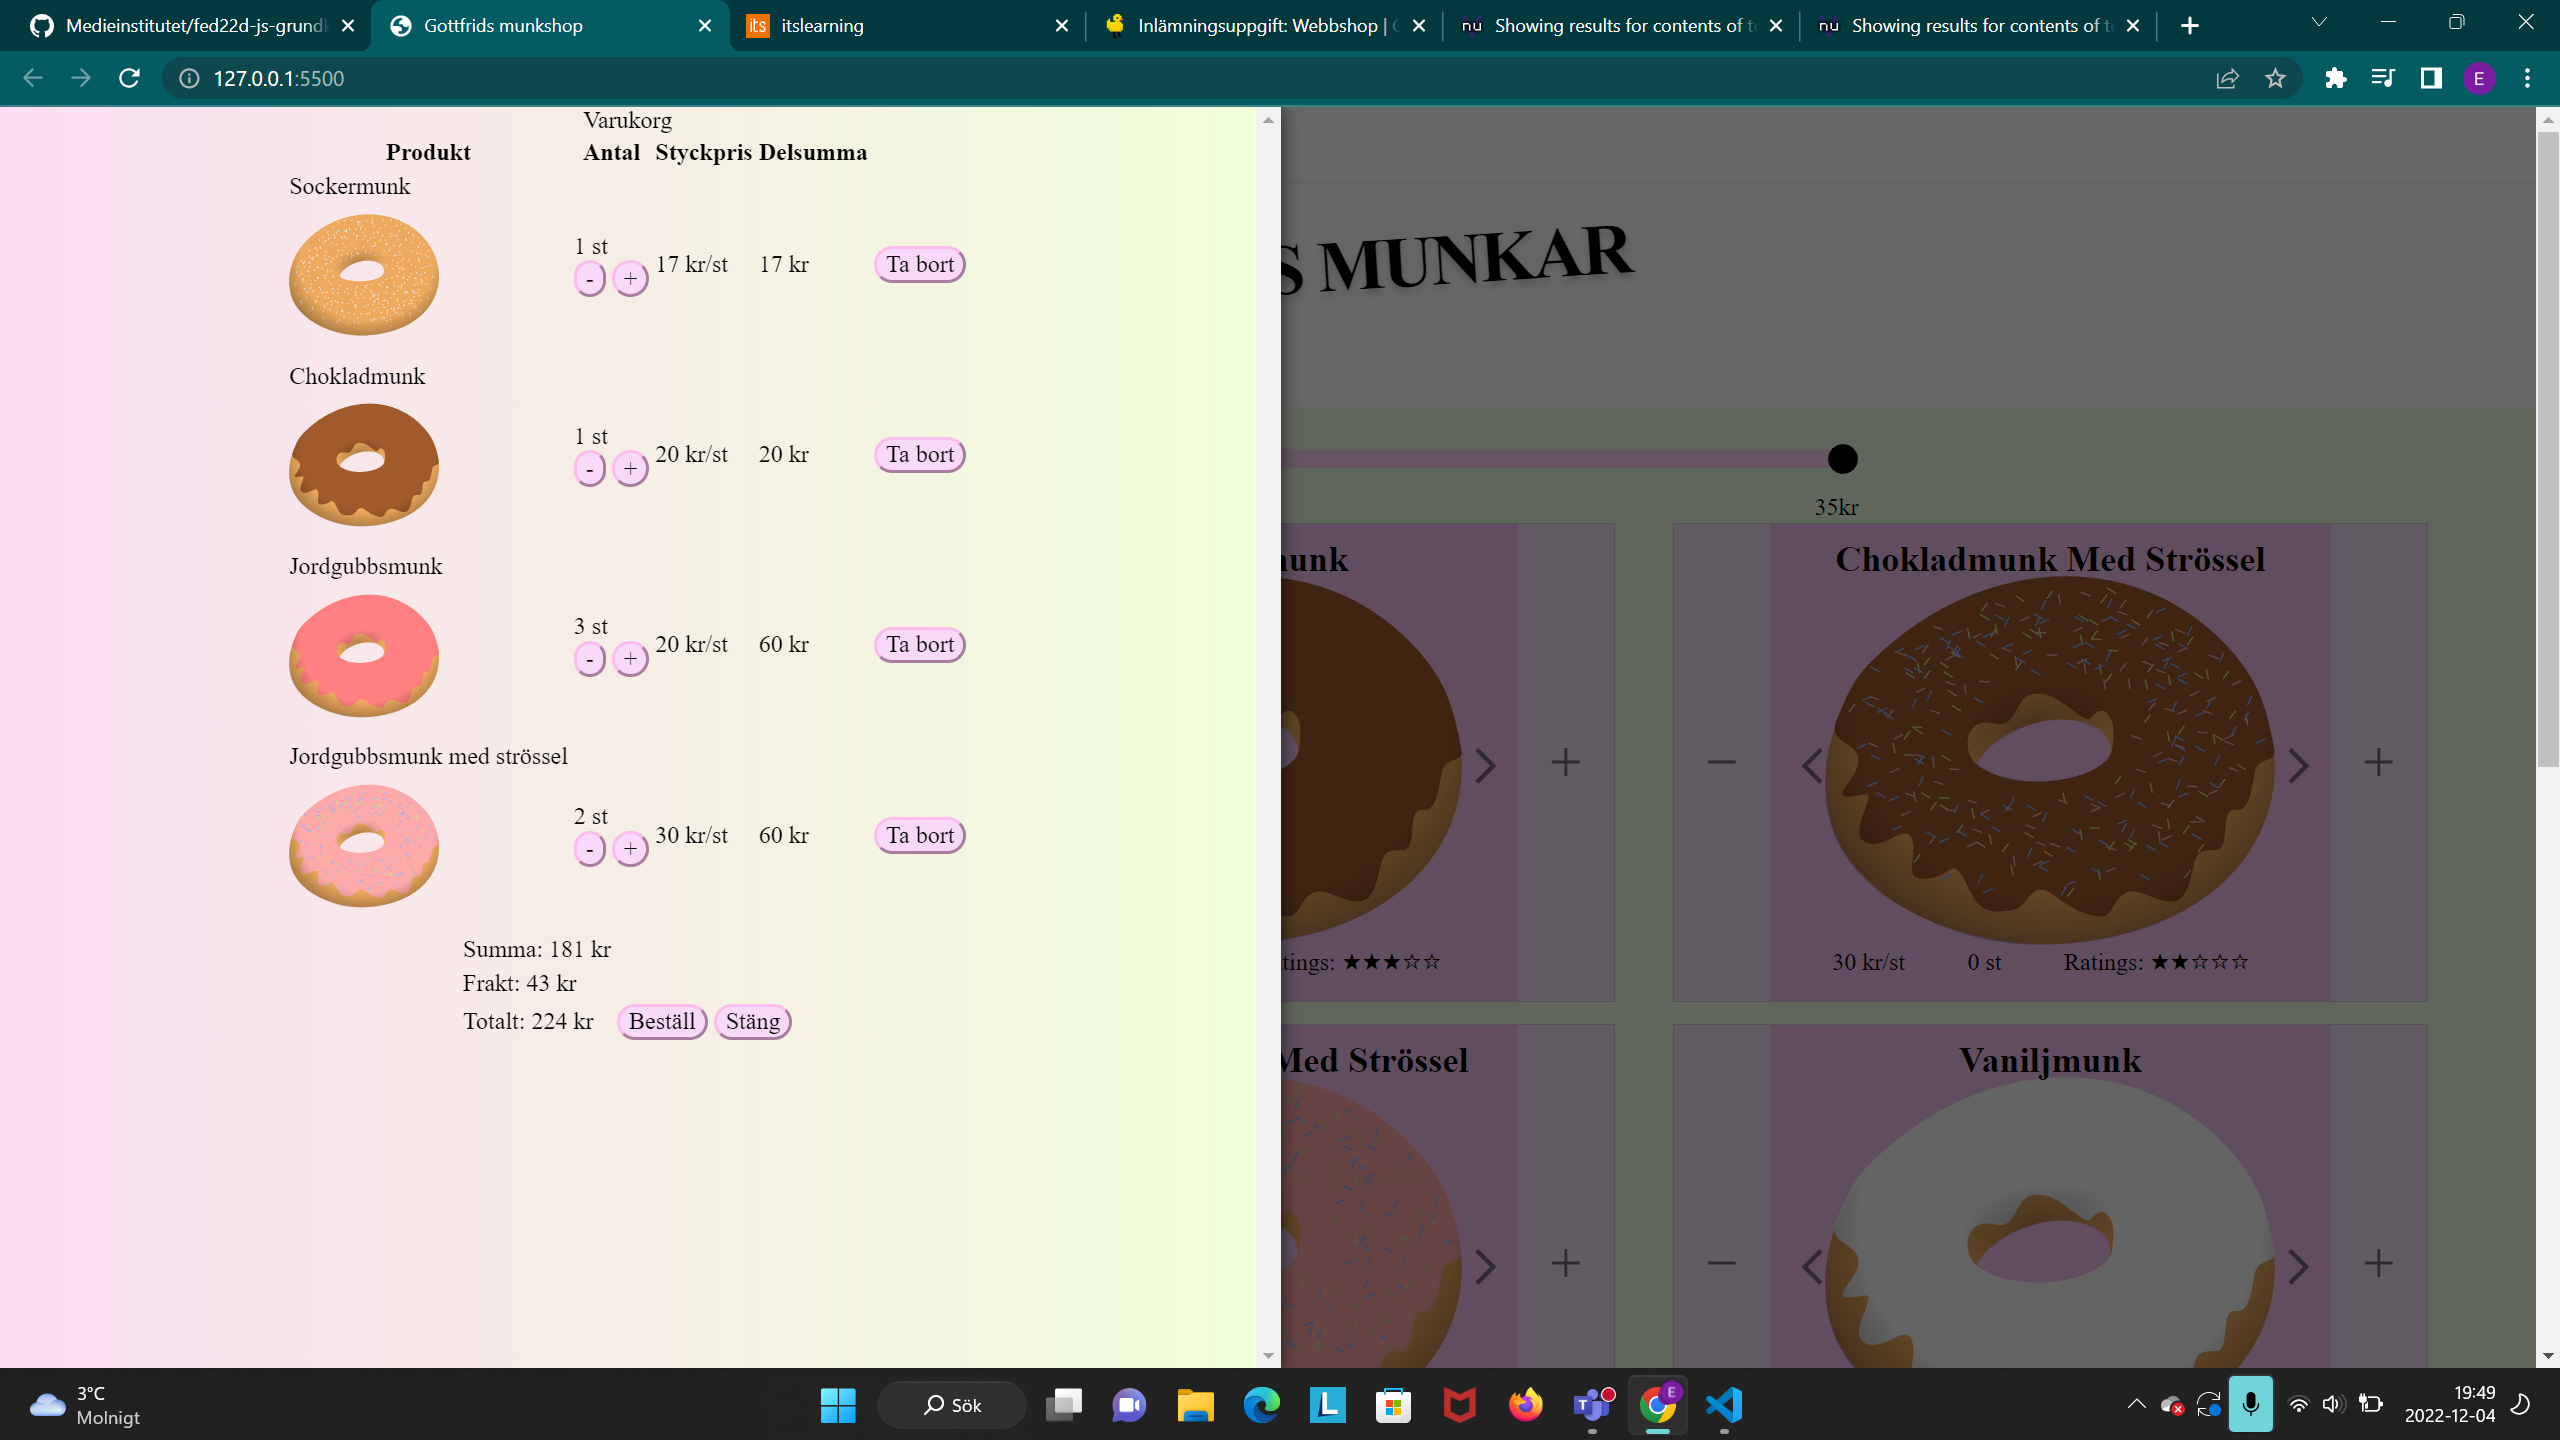 Medieinstitutet/fed22d-js-grund
Gottfrids munkshop
its itslearning
Inlämningsuppgift: Webbshop |
nu Showing results for contents of t
nu Showing results for contents of t
127.0.0.1:5500
E
Varukorg
Produkt Antal Styckpris Delsumma
Sockermunk
1 st
- + 17 kr/st 17 kr Ta bort
Chokladmunk
1 st
- + 20 kr/st 20 kr Ta bort
Jordgubbsmunk
3 st
- + 20 kr/st 60 kr Ta bort
Jordgubbsmunk med strössel
2 st
- + 30 kr/st 60 kr Ta bort
Summa: 181 kr
Frakt: 43 kr
Totalt: 224 kr Beställ Stäng
S MUNKAR
35kr
munk
tings: ★★★☆☆
Chokladmunk Med Strössel
30 kr/st 0 st Ratings: ★★☆☆☆
Med Strössel
Vaniljmunk
3°C
Molnigt
Sök
L
T
E
19:49
2022-12-04